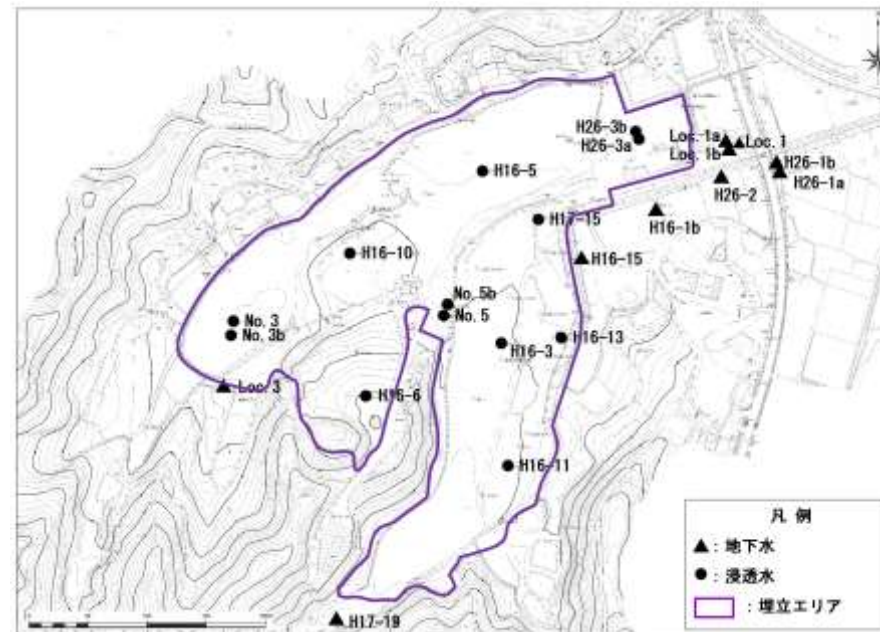 H26-3b
H26-3a
Loc. 1a
Loc. 1
Loc. 1b
H26-1b
H26-1a
H26-2
H16-5
H17-15
H16-1b
H16-10
H16-15
No. 5b
No. 5
No. 3
No. 3b
H16-13
H16-3
Loc. 3
H16-6
H16-11
H17-19
凡 例
▲ : 地下水
● : 浸透水
: 埋立エリア